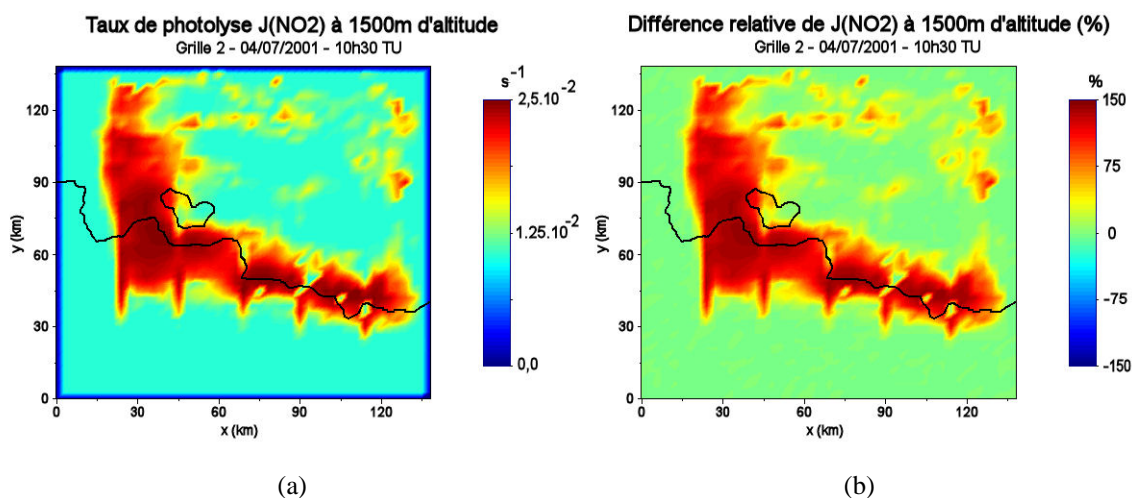 Taux de photolyse J(NO2) à 1500m d'altitude
Grille 2 - 04/07/2001 - 10h30 TU
s⁻¹
2,5.10⁻²
1,25.10⁻²
0,0
120
90
60
30
0
y (km)
0 30 60 90 120
x (km)
(a)
Différence relative de J(NO2) à 1500m d'altitude (%)
Grille 2 - 04/07/2001 - 10h30 TU
%
150
75
0
-75
-150
120
90
60
30
0
y (km)
0 30 60 90 120
x (km)
(b)